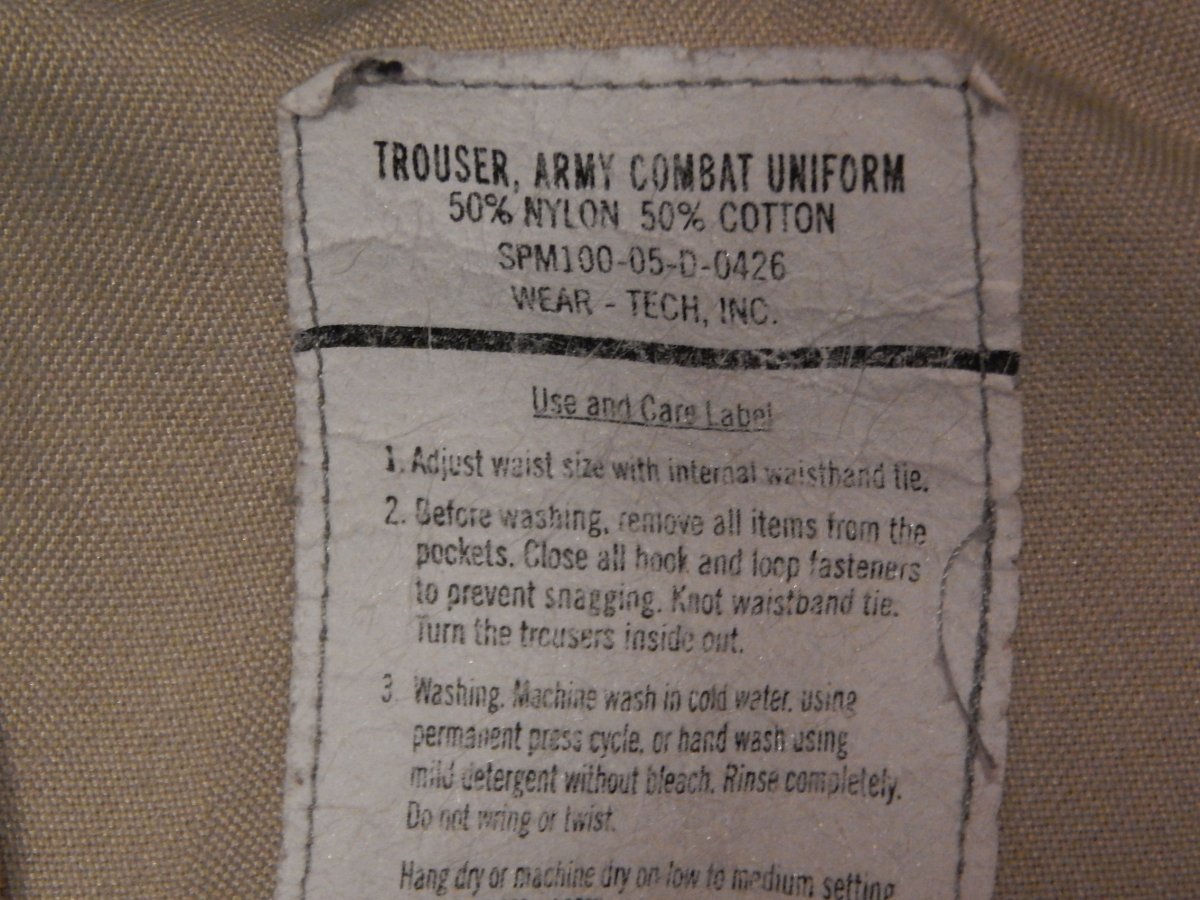 TROUSER, ARMY COMBAT UNIFORM
50% NYLON 50% COTTON
SPM100-05-D-0426
WEAR - TECH, INC.
Use and Care Label
1. Adjust waist size with internal waistband tie.
2. Before washing, remove all items from the
pockets. Close all hook and loop fasteners
to prevent snagging. Knot waistband tie.
Turn the trousers inside out.
3. Washing. Machine wash in cold water, using
permanent press cycle, or hand wash using
mild detergent without bleach. Rinse completely.
Do not wring or twist.
Hang dry or machine dry on low to medium setting